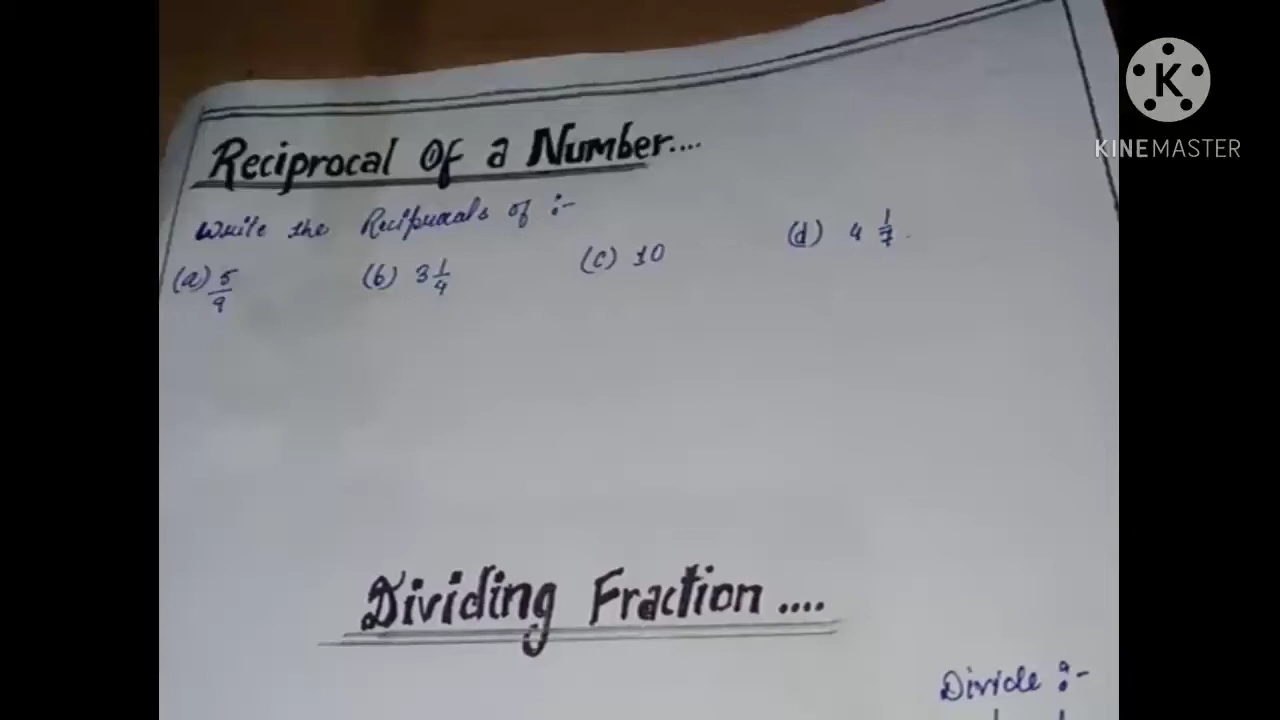 Reciprocal Of a Number....
Write the Reciprocals of :-
(a) 5/9 (b) 3 1/4 (c) 10 (d) 4 1/7
Dividing Fraction ....
Divide :-
K
KINEMASTER